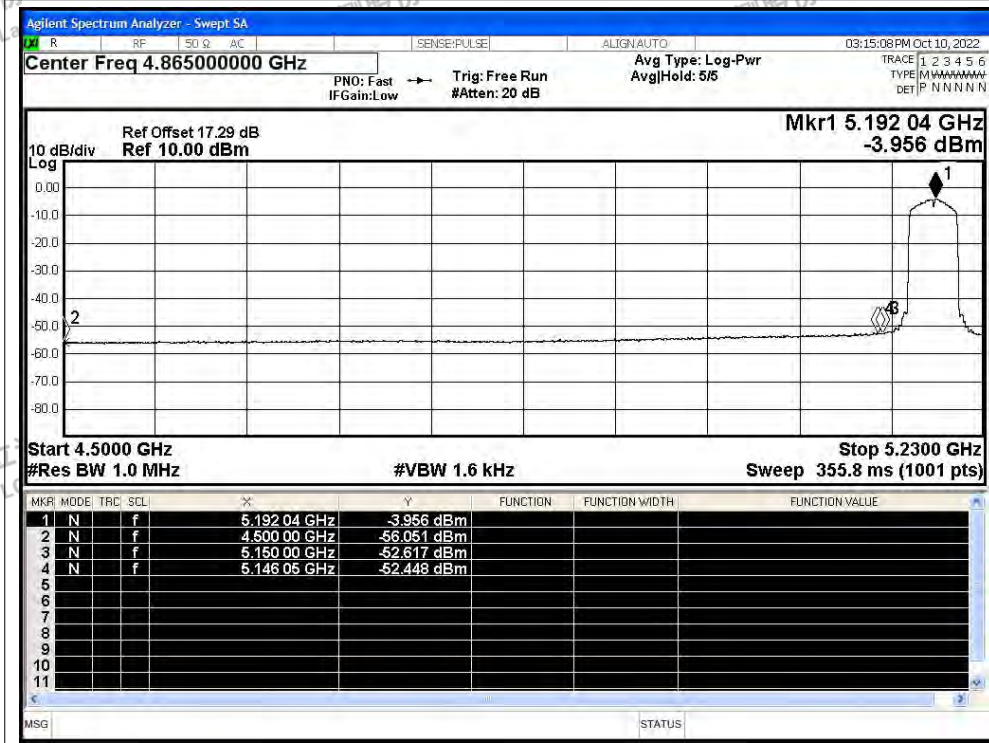 Agilent Spectrum Analyzer - Swept SA
LXI R RF 50 Ω AC SENSE:PULSE ALIGN AUTO 03:15:08 PM Oct 10, 2022
Center Freq 4.865000000 GHz
PNO: Fast
IFGain:Low
Trig: Free Run
#Atten: 20 dB
Avg Type: Log-Pwr
Avg|Hold: 5/5
TRACE 1 2 3 4 5 6
TYPE M WWWWW
DET P N N N N N
Mkr1 5.192 04 GHz
-3.956 dBm
Ref Offset 17.29 dB
10 dB/div Ref 10.00 dBm
Log
1
0.00
-10.0
-20.0
-30.0
-40.0
2
43
-50.0
-60.0
-70.0
-80.0
Start 4.5000 GHz Stop 5.2300 GHz
#Res BW 1.0 MHz #VBW 1.6 kHz Sweep 355.8 ms (1001 pts)
MKR MODE TRC SCL X Y FUNCTION FUNCTION WIDTH FUNCTION VALUE
1 N f 5.192 04 GHz -3.956 dBm
2 N f 4.500 00 GHz -56.051 dBm
3 N f 5.150 00 GHz -52.617 dBm
4 N f 5.146 05 GHz -52.448 dBm
5
6
7
8
9
10
11
MSG STATUS